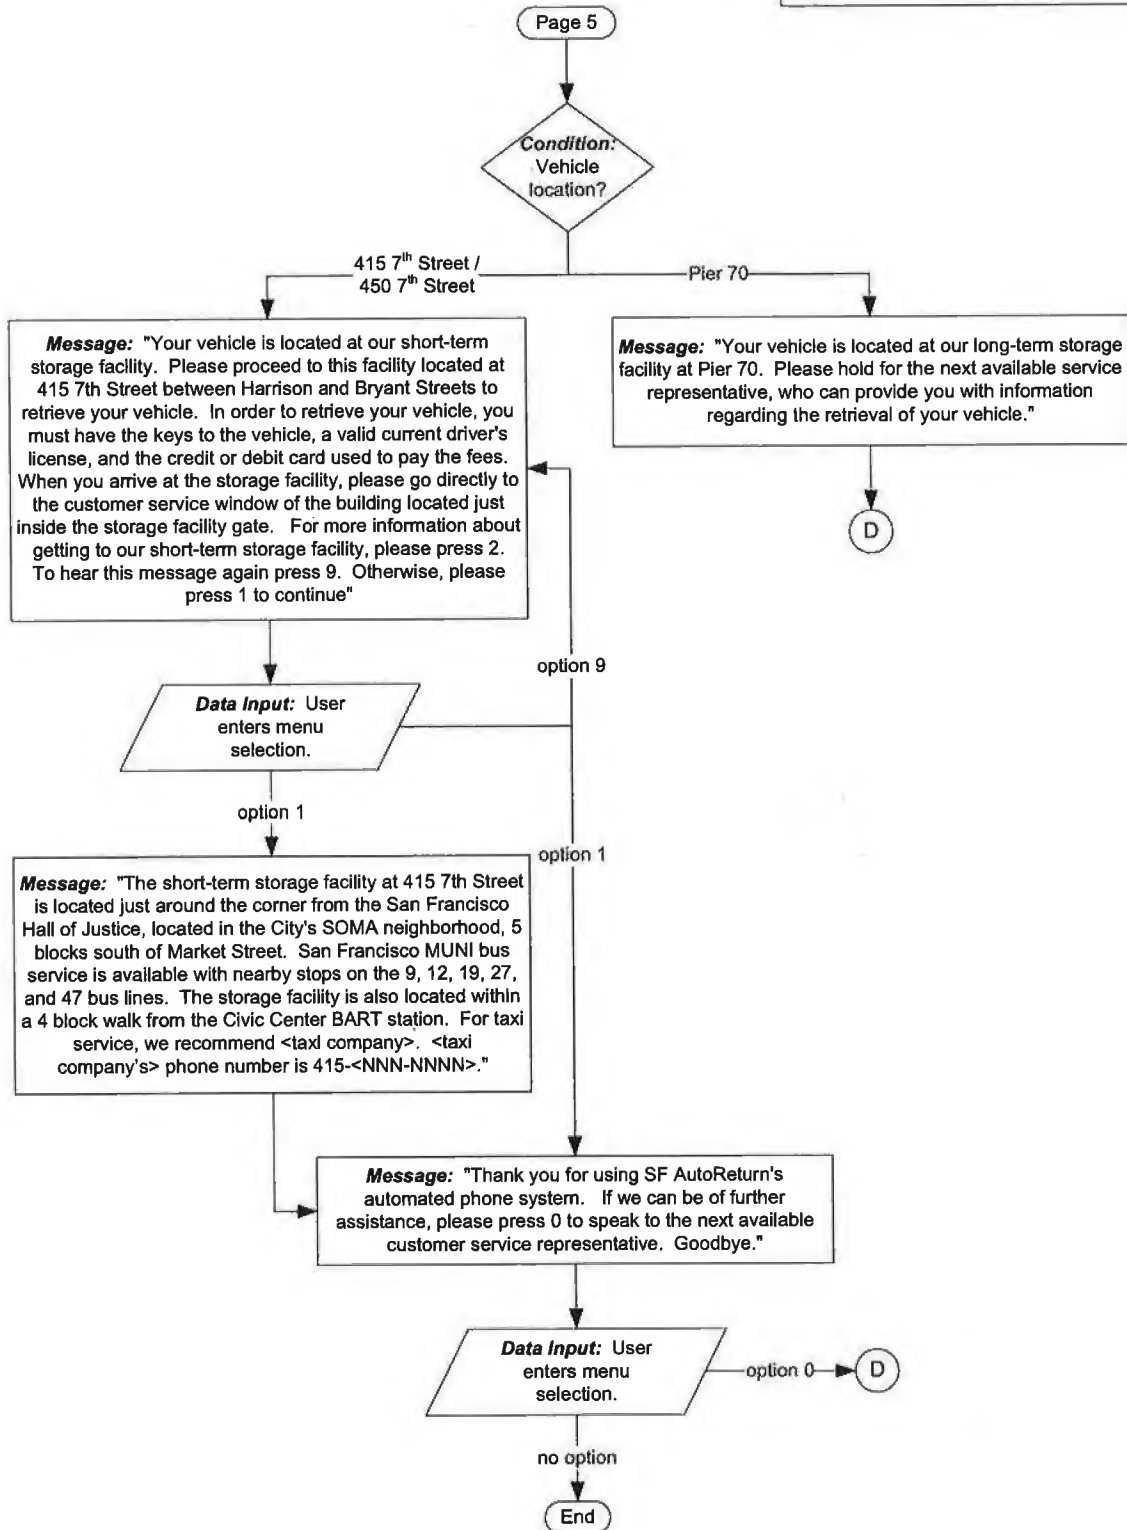 Page 5
Condition:
Vehicle
location?
415 7th Street /
450 7th Street
Pier 70
Message: "Your vehicle is located at our short-term
storage facility. Please proceed to this facility located at
415 7th Street between Harrison and Bryant Streets to
retrieve your vehicle. In order to retrieve your vehicle, you
must have the keys to the vehicle, a valid current driver's
license, and the credit or debit card used to pay the fees.
When you arrive at the storage facility, please go directly to
the customer service window of the building located just
inside the storage facility gate. For more information about
getting to our short-term storage facility, please press 2.
To hear this message again press 9. Otherwise, please
press 1 to continue"
Message: "Your vehicle is located at our long-term storage
facility at Pier 70. Please hold for the next available service
representative, who can provide you with information
regarding the retrieval of your vehicle."
D
option 9
Data Input: User
enters menu
selection.
option 1
option 1
Message: "The short-term storage facility at 415 7th Street
is located just around the corner from the San Francisco
Hall of Justice, located in the City's SOMA neighborhood, 5
blocks south of Market Street. San Francisco MUNI bus
service is available with nearby stops on the 9, 12, 19, 27,
and 47 bus lines. The storage facility is also located within
a 4 block walk from the Civic Center BART station. For taxi
service, we recommend <taxi company>. <taxi
company's> phone number is 415-<NNN-NNNN>."
Message: "Thank you for using SF AutoReturn's
automated phone system. If we can be of further
assistance, please press 0 to speak to the next available
customer service representative. Goodbye."
Data Input: User
enters menu
selection.
option 0
D
no option
End